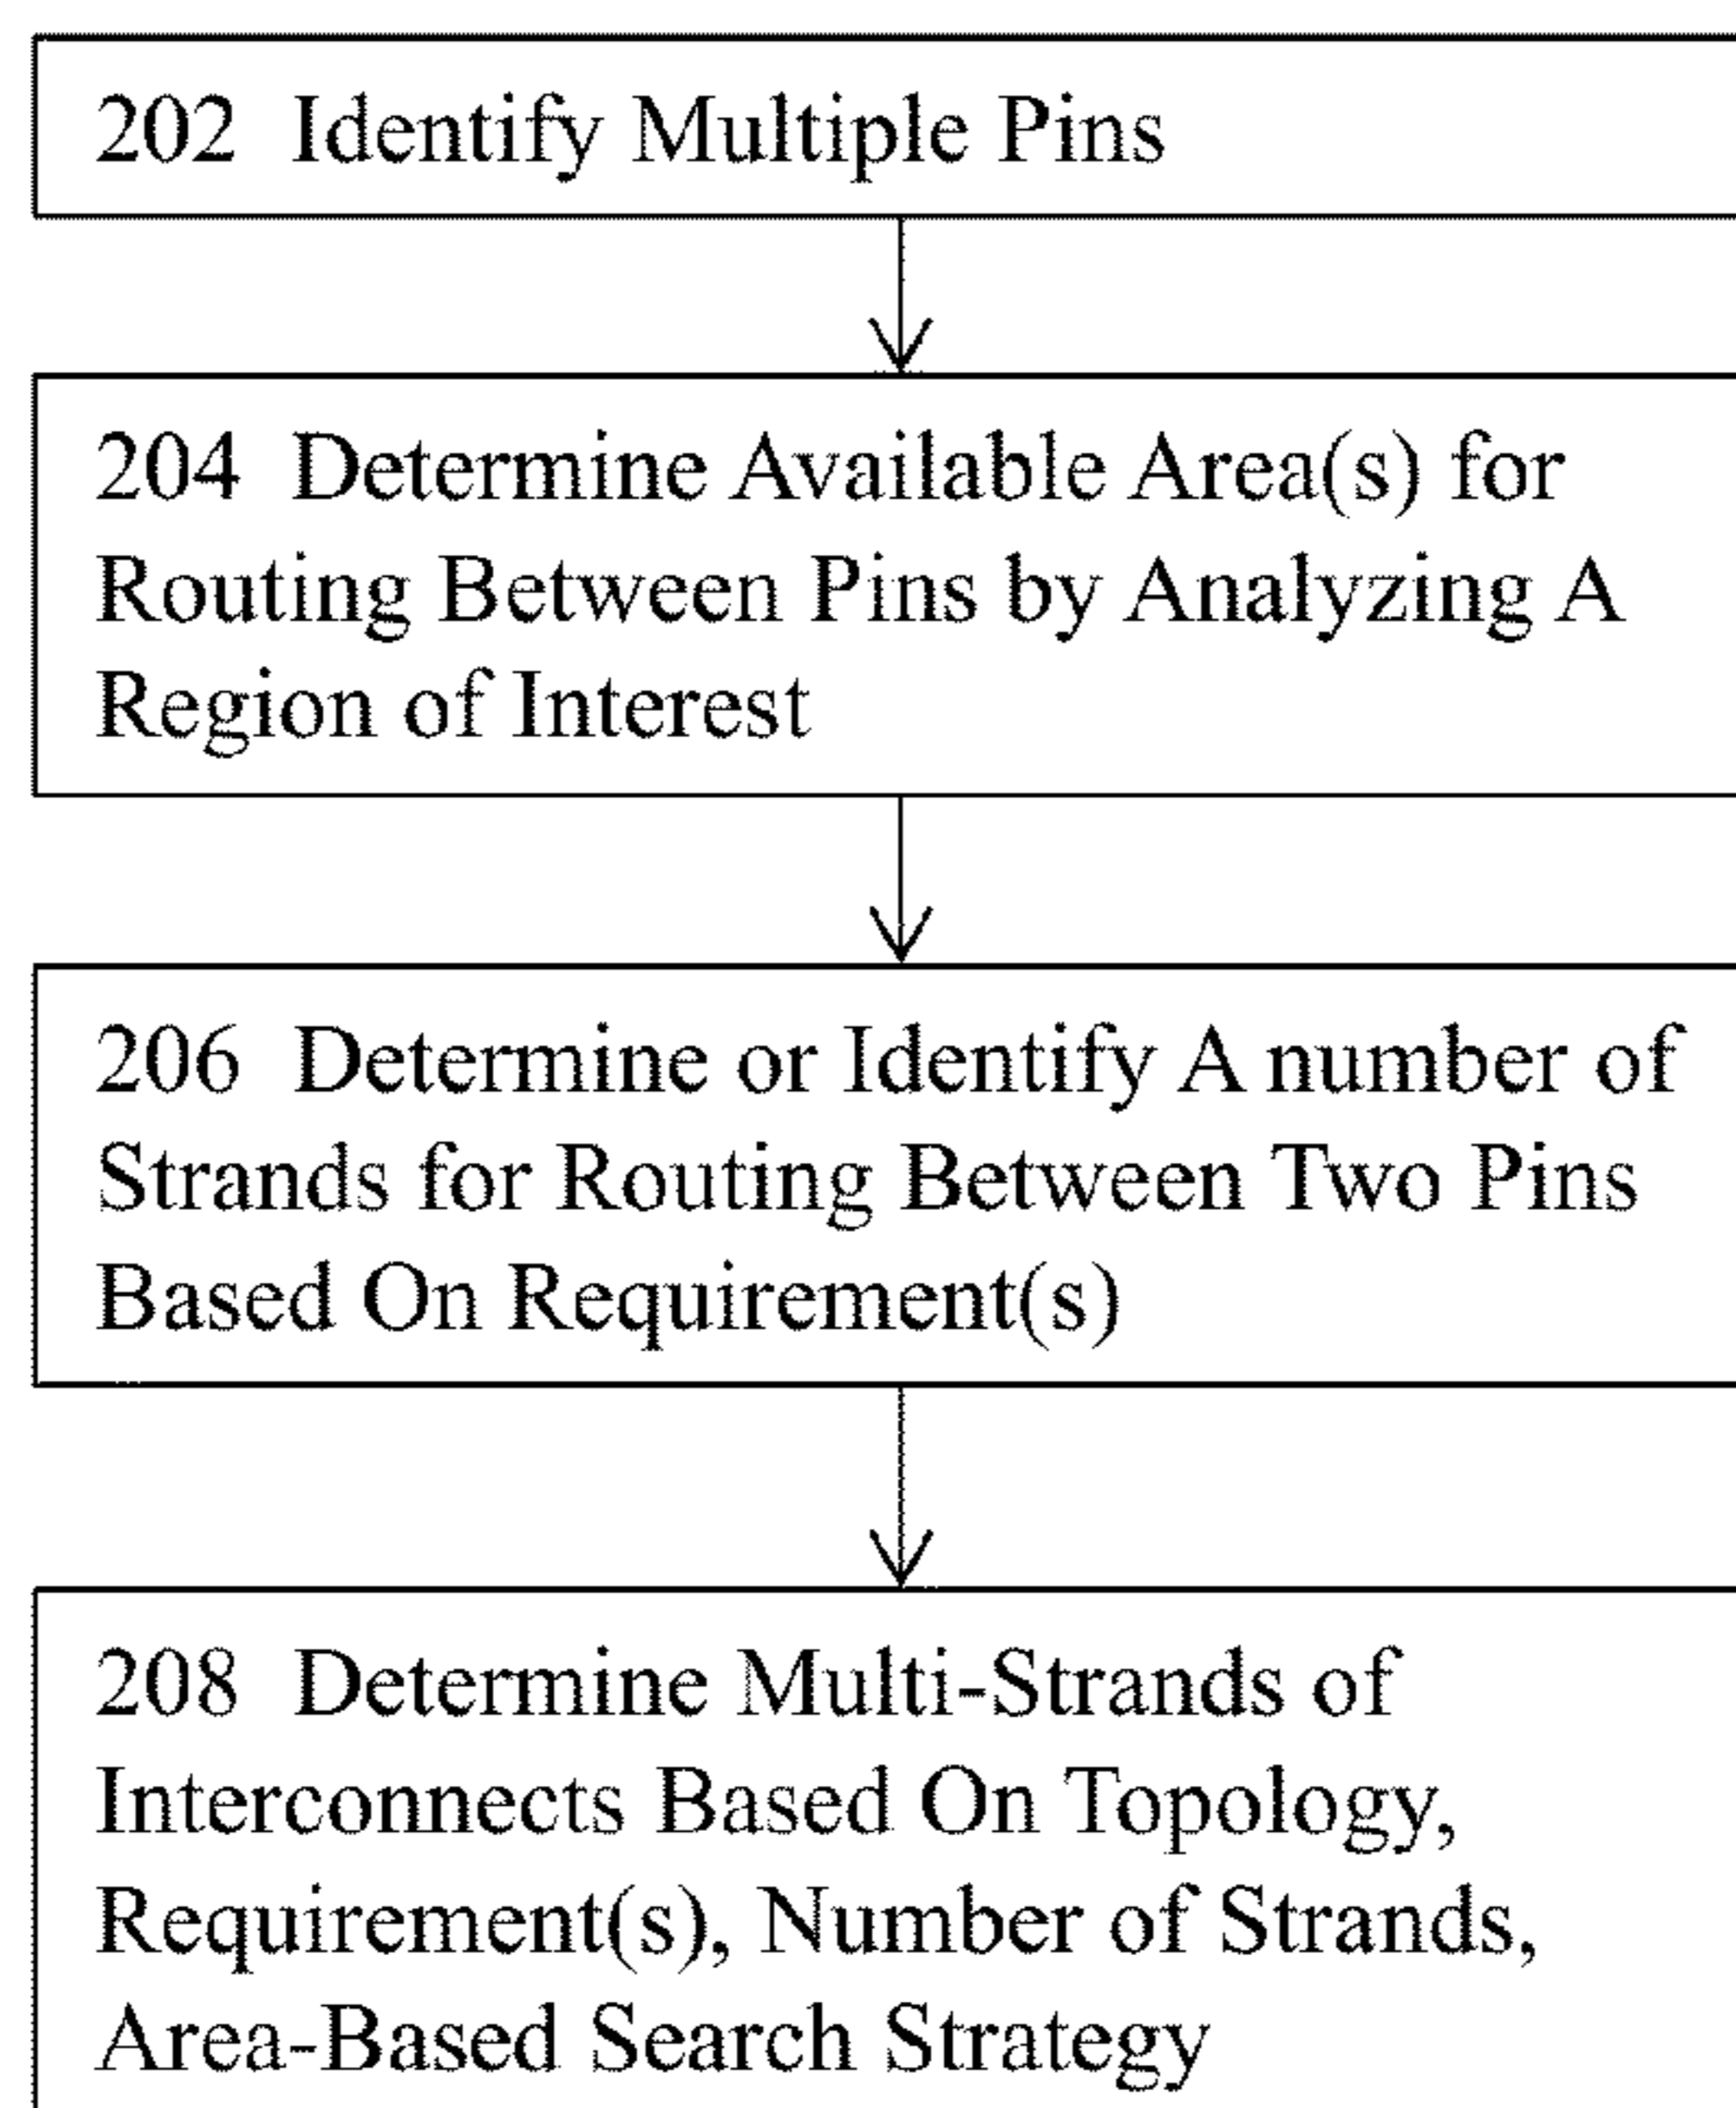 202 Identify Multiple Pins
204 Determine Available Area(s) for
Routing Between Pins by Analyzing A
Region of Interest
206 Determine or Identify A number of
Strands for Routing Between Two Pins
Based On Requirement(s)
208 Determine Multi-Strands of
Interconnects Based On Topology,
Requirement(s), Number of Strands,
Area-Based Search Strategy